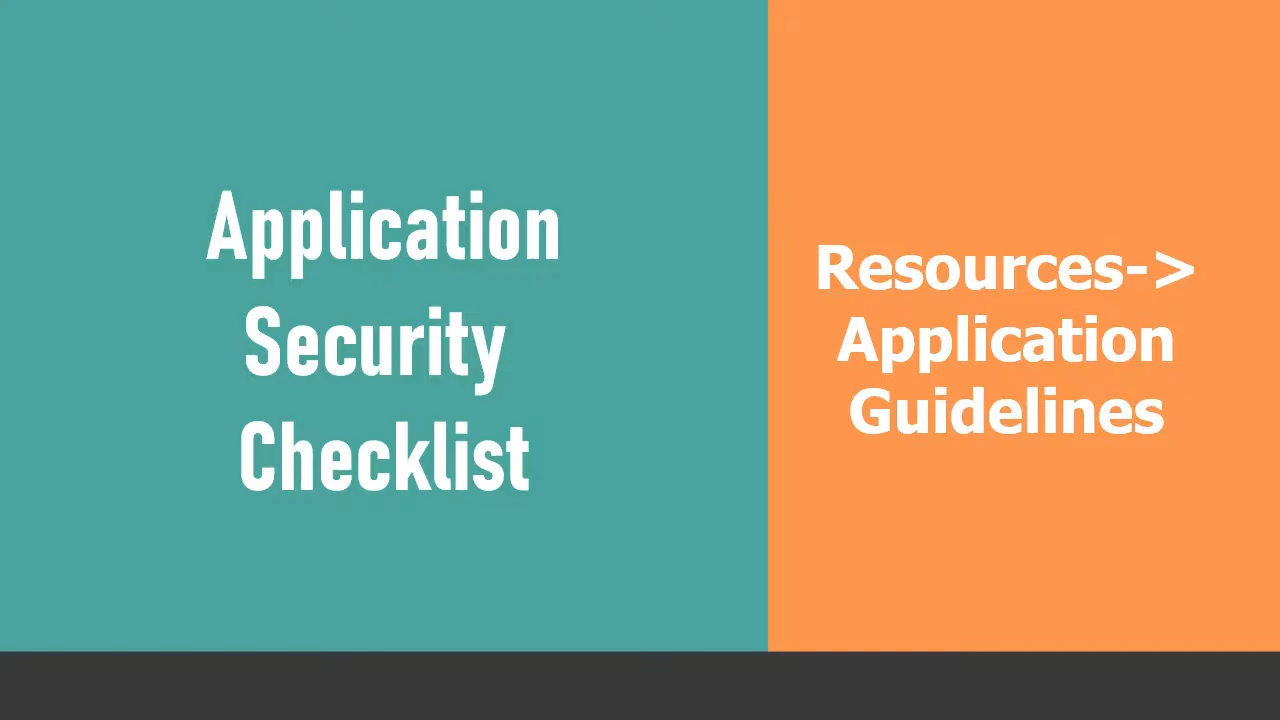 Application
Security
Checklist
Resources->
Application
Guidelines